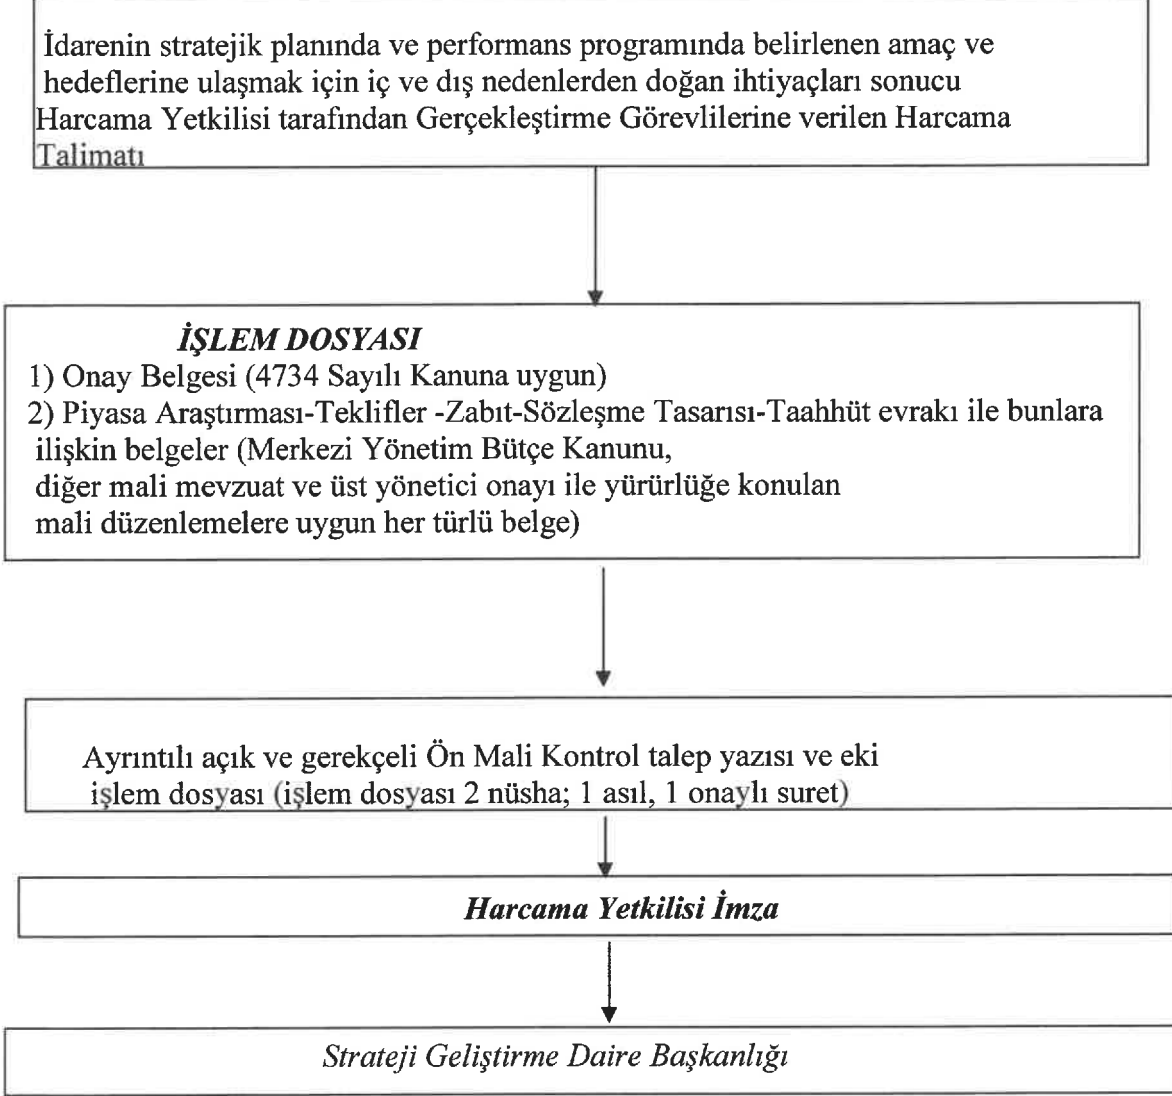 İdarenin stratejik planında ve performans programında belirlenen amaç ve
hedeflerine ulaşmak için iç ve dış nedenlerden doğan ihtiyaçları sonucu
Harcama Yetkilisi tarafından Gerçekleştirme Görevlilerine verilen Harcama
Talimatı
İŞLEM DOSYASI
1) Onay Belgesi (4734 Sayılı Kanuna uygun)
2) Piyasa Araştırması-Teklifler -Zabıt-Sözleşme Tasarısı-Taahhüt evrakı ile bunlara
ilişkin belgeler (Merkezi Yönetim Bütçe Kanunu,
diğer mali mevzuat ve üst yönetici onayı ile yürürlüğe konulan
mali düzenlemelere uygun her türlü belge)
Ayrıntılı açık ve gerekçeli Ön Mali Kontrol talep yazısı ve eki
işlem dosyası (işlem dosyası 2 nüsha; 1 asıl, 1 onaylı suret)
Harcama Yetkilisi İmza
Strateji Geliştirme Daire Başkanlığı